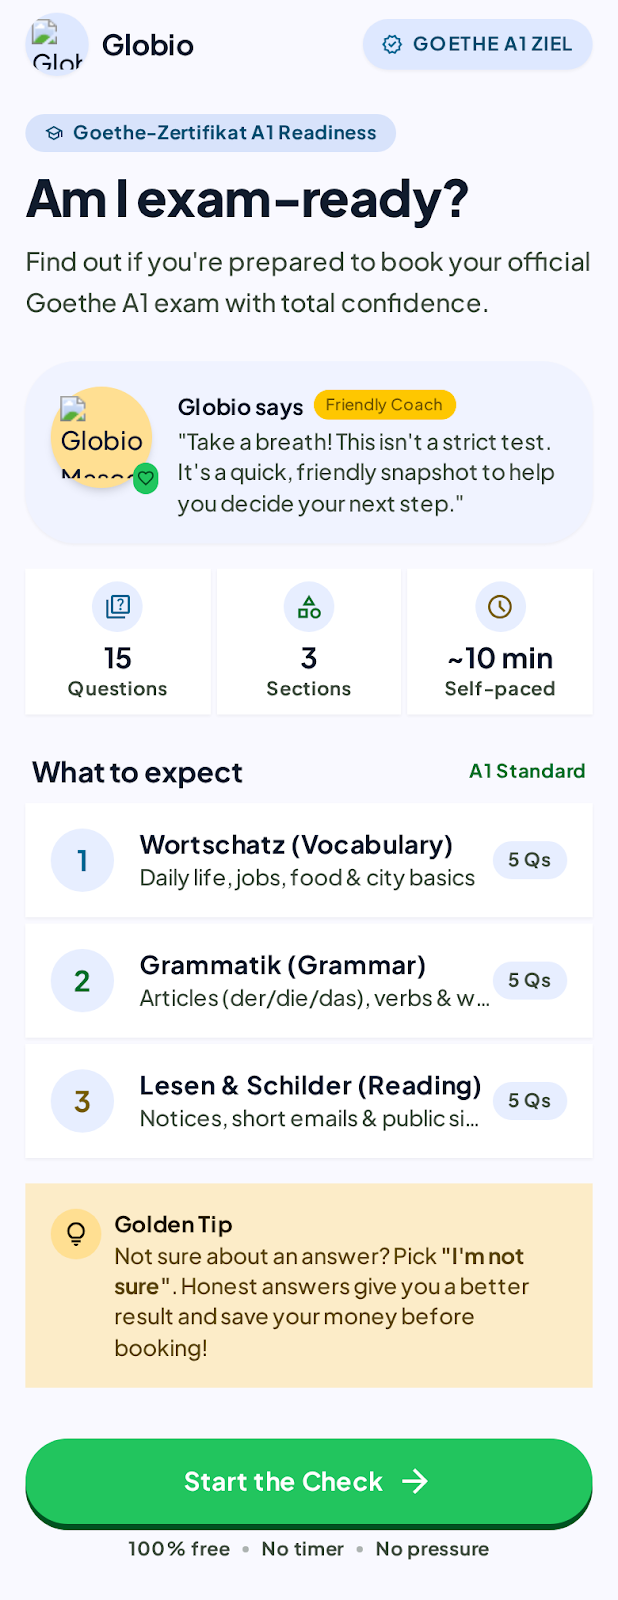 Glob
Globio
GOETHE A1 ZIEL
Goethe-Zertifikat A1 Readiness
Am I exam-ready?
Find out if you're prepared to book your official
Goethe A1 exam with total confidence.
Globio
Globio says
Friendly Coach
"Take a breath! This isn't a strict test.
It's a quick, friendly snapshot to help
you decide your next step."
15
Questions
3
Sections
~10 min
Self-paced
What to expect
A1 Standard
1
Wortschatz (Vocabulary)
Daily life, jobs, food & city basics
5 Qs
2
Grammatik (Grammar)
Articles (der/die/das), verbs & w...
5 Qs
3
Lesen & Schilder (Reading)
Notices, short emails & public si...
5 Qs
Golden Tip
Not sure about an answer? Pick "I'm not
sure". Honest answers give you a better
result and save your money before
booking!
Start the Check →
100% free • No timer • No pressure